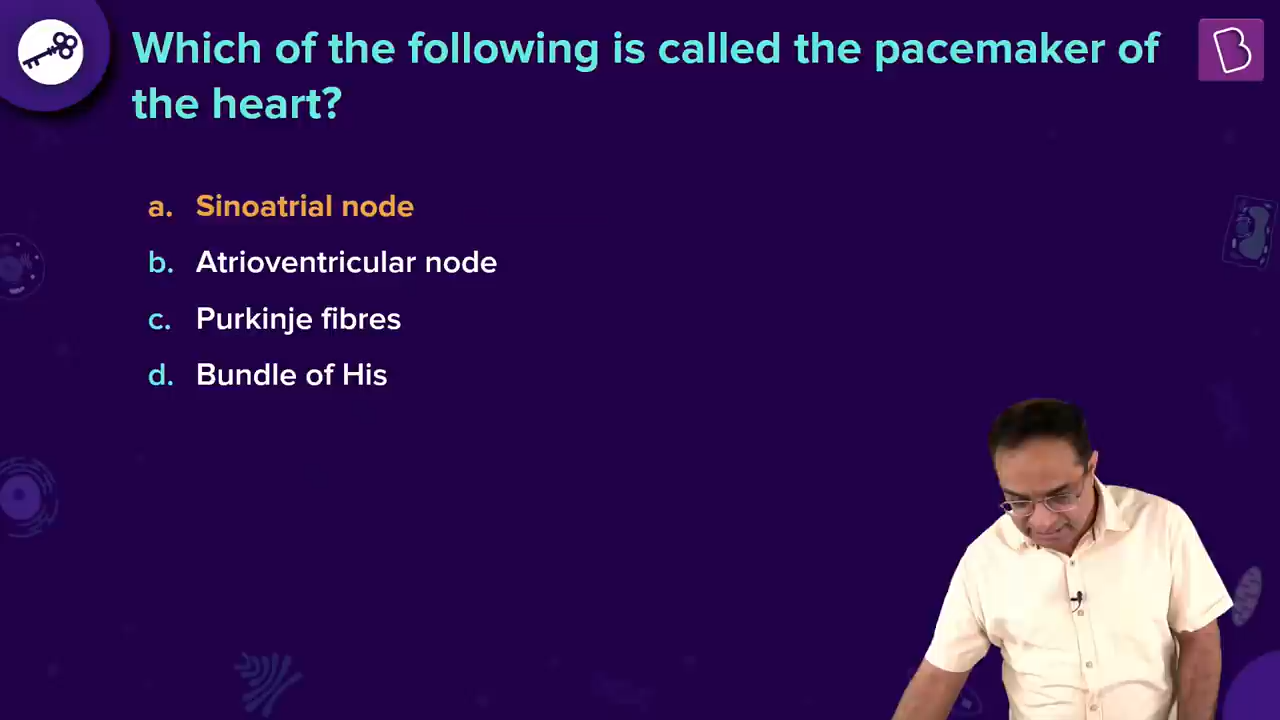 Which of the following is called the pacemaker of
the heart?
a. Sinoatrial node
b. Atrioventricular node
c. Purkinje fibres
d. Bundle of His
B